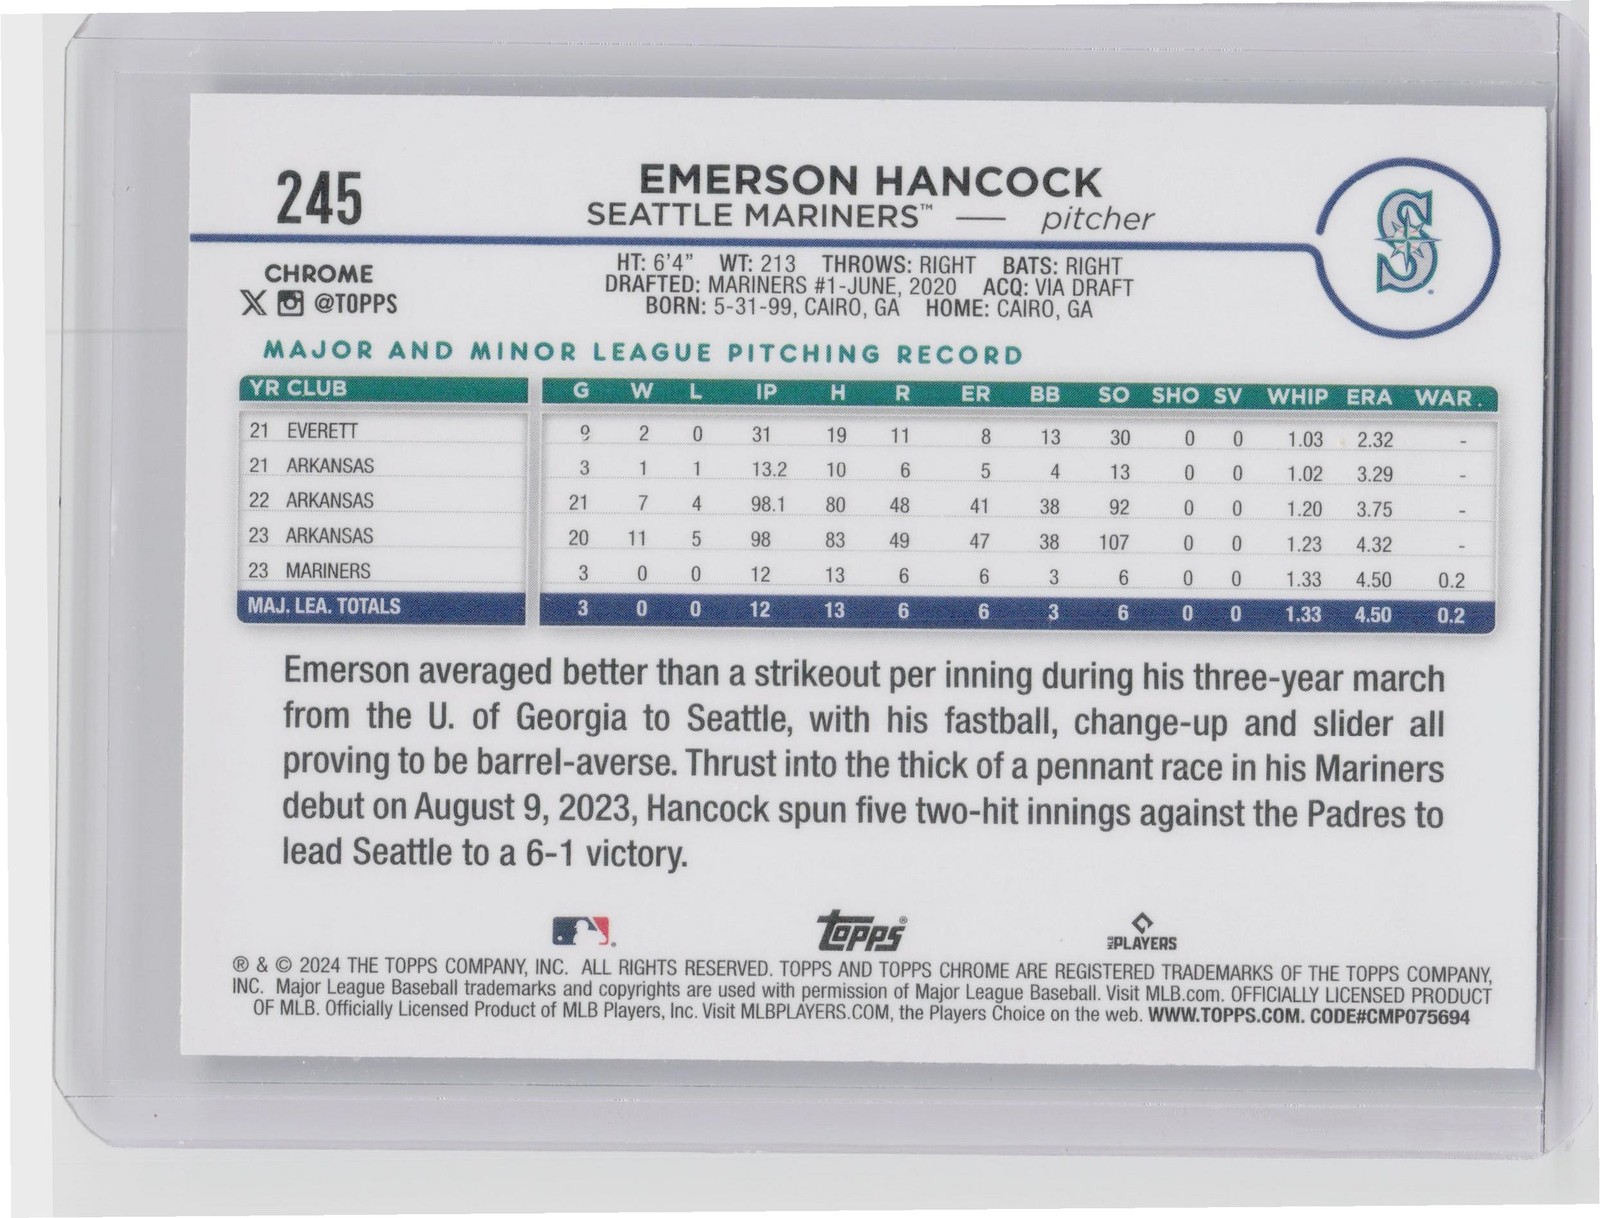 245
EMERSON HANCOCK
SEATTLE MARINERS™ — pitcher
CHROME
@TOPPS
HT: 6'4" WT: 213 THROWS: RIGHT BATS: RIGHT
DRAFTED: MARINERS #1-JUNE, 2020 ACQ: VIA DRAFT
BORN: 5-31-99, CAIRO, GA HOME: CAIRO, GA
S
MAJOR AND MINOR LEAGUE PITCHING RECORD
YR CLUB G W L IP H R ER BB SO SHO SV WHIP ERA WAR.
21 EVERETT 9 2 0 31 19 11 8 13 30 0 0 1.03 2.32 -
21 ARKANSAS 3 1 1 13.2 10 6 5 4 13 0 0 1.02 3.29 -
22 ARKANSAS 21 7 4 98.1 80 48 41 38 92 0 0 1.20 3.75 -
23 ARKANSAS 20 11 5 98 83 49 47 38 107 0 0 1.23 4.32 -
23 MARINERS 3 0 0 12 13 6 6 3 6 0 0 1.33 4.50 0.2
MAJ. LEA. TOTALS 3 0 0 12 13 6 6 3 6 0 0 1.33 4.50 0.2
Emerson averaged better than a strikeout per inning during his three-year march
from the U. of Georgia to Seattle, with his fastball, change-up and slider all
proving to be barrel-averse. Thrust into the thick of a pennant race in his Mariners
debut on August 9, 2023, Hancock spun five two-hit innings against the Padres to
lead Seattle to a 6-1 victory.
Topps®
MLB PLAYERS
® & © 2024 THE TOPPS COMPANY, INC. ALL RIGHTS RESERVED. TOPPS AND TOPPS CHROME ARE REGISTERED TRADEMARKS OF THE TOPPS COMPANY,
INC. Major League Baseball trademarks and copyrights are used with permission of Major League Baseball. Visit MLB.com. OFFICIALLY LICENSED PRODUCT
OF MLB. Officially Licensed Product of MLB Players, Inc. Visit MLBPLAYERS.COM, the Players Choice on the web. WWW.TOPPS.COM. CODE#CMP075694